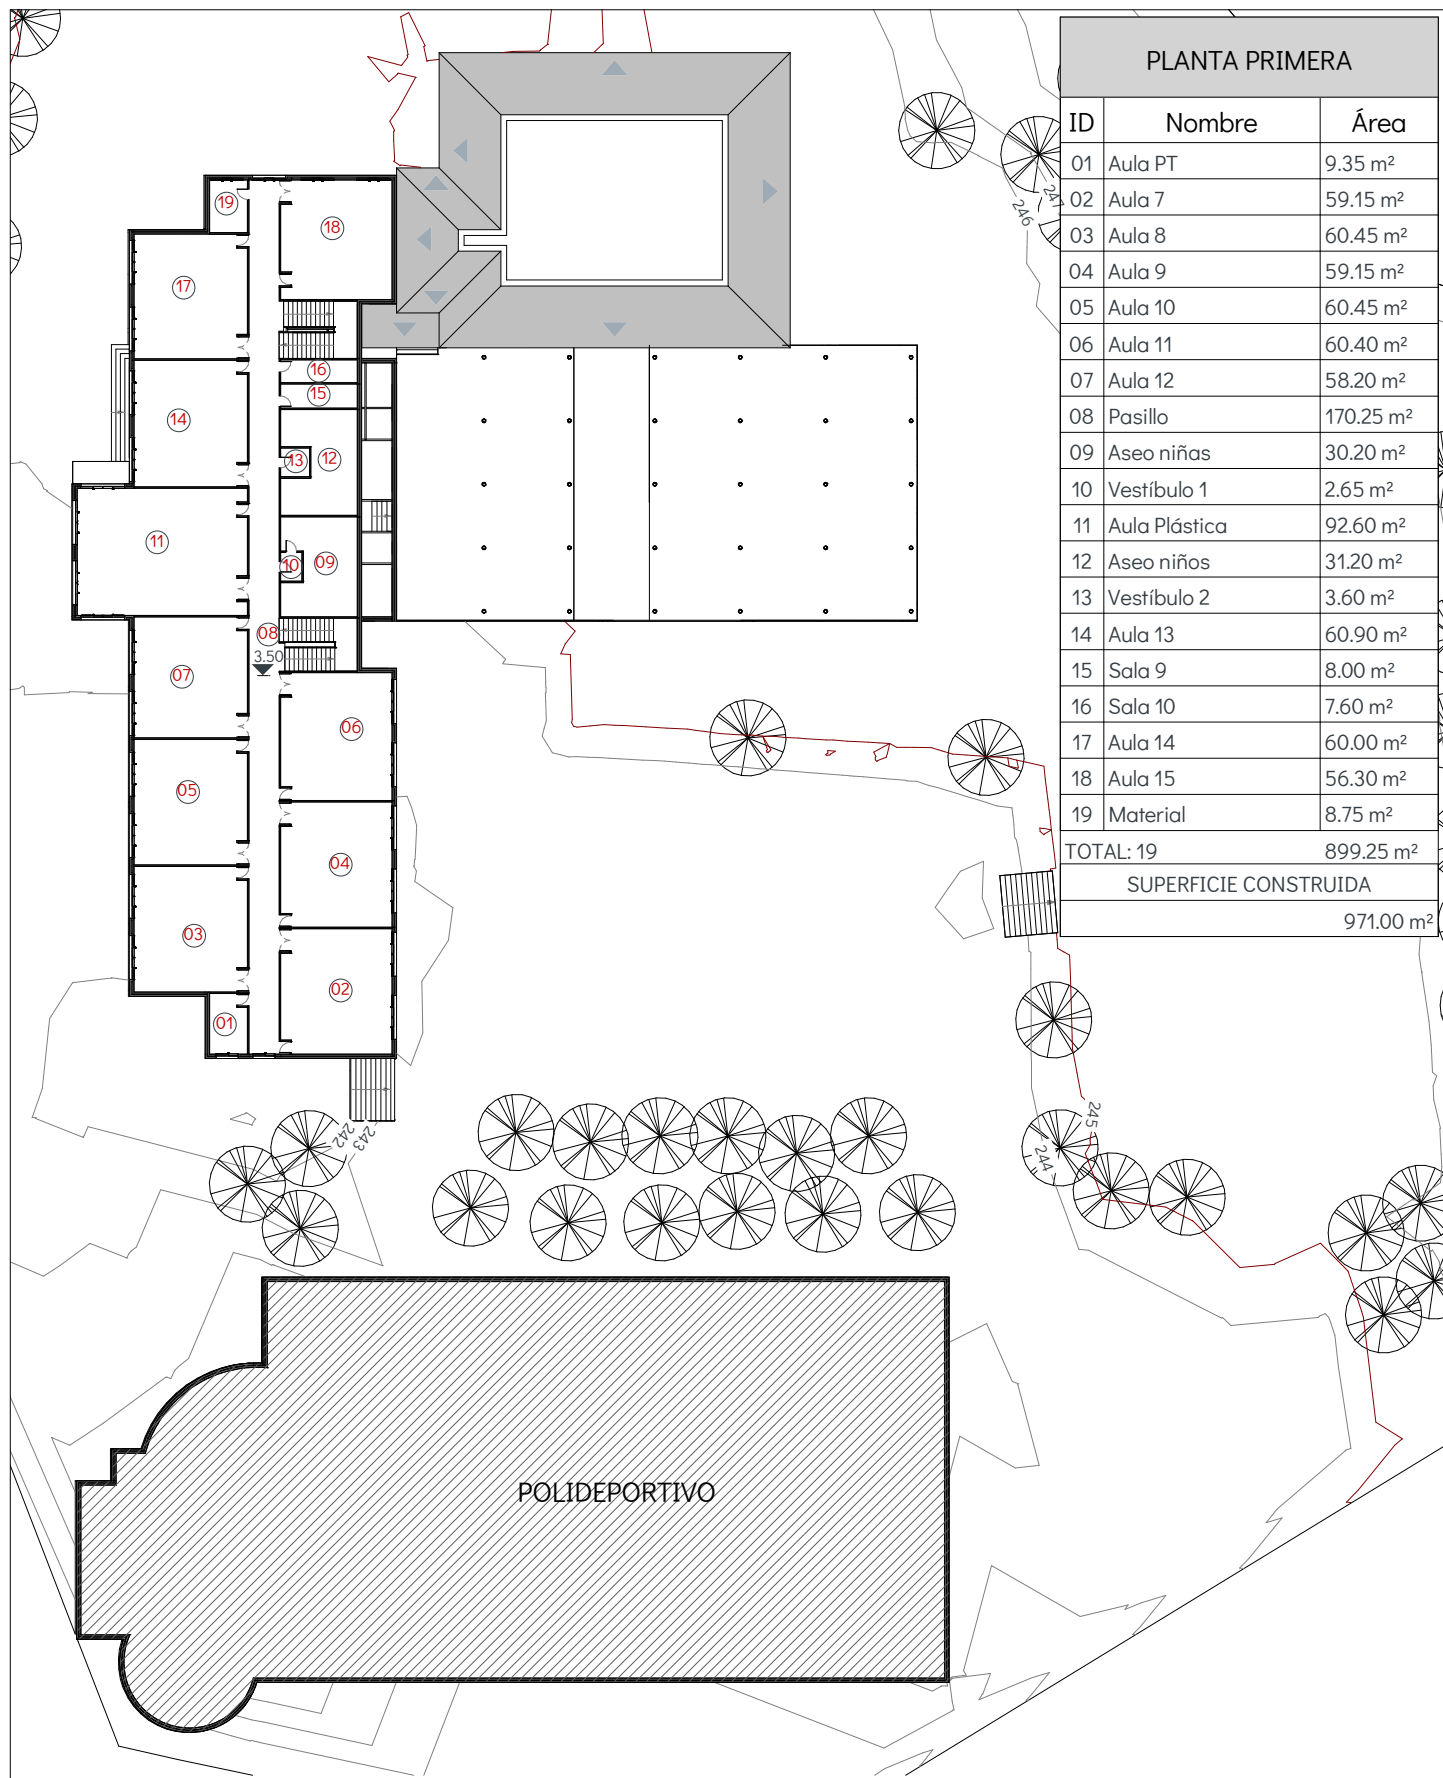 PLANTA PRIMERA
ID Nombre Área
01 Aula PT 9.35 m²
02 Aula 7 59.15 m²
03 Aula 8 60.45 m²
04 Aula 9 59.15 m²
05 Aula 10 60.45 m²
06 Aula 11 60.40 m²
07 Aula 12 58.20 m²
08 Pasillo 170.25 m²
09 Aseo niñas 30.20 m²
10 Vestíbulo 1 2.65 m²
11 Aula Plástica 92.60 m²
12 Aseo niños 31.20 m²
13 Vestíbulo 2 3.60 m²
14 Aula 13 60.90 m²
15 Sala 9 8.00 m²
16 Sala 10 7.60 m²
17 Aula 14 60.00 m²
18 Aula 15 56.30 m²
19 Material 8.75 m²
TOTAL: 19 899.25 m²
SUPERFICIE CONSTRUIDA
971.00 m²
247
246
19
18
17
16
15
14
13
12
11
10
09
08
3.50
07
06
05
04
03
02
01
242
243
245
244
POLIDEPORTIVO